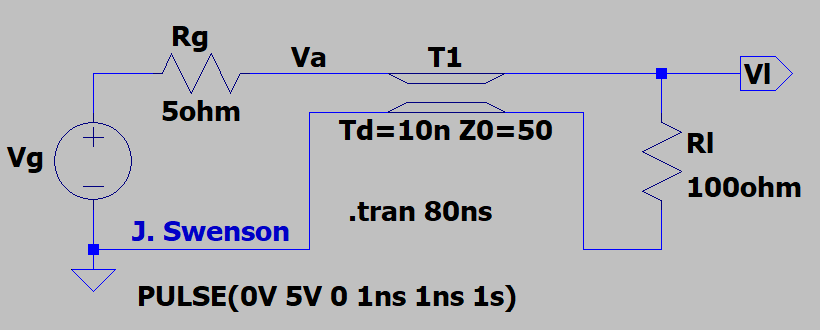 Rg
Va
T1
Vl
5ohm
Vg
Td=10n Z0=50
Rl
100ohm
.tran 80ns
J. Swenson
PULSE(0V 5V 0 1ns 1ns 1s)